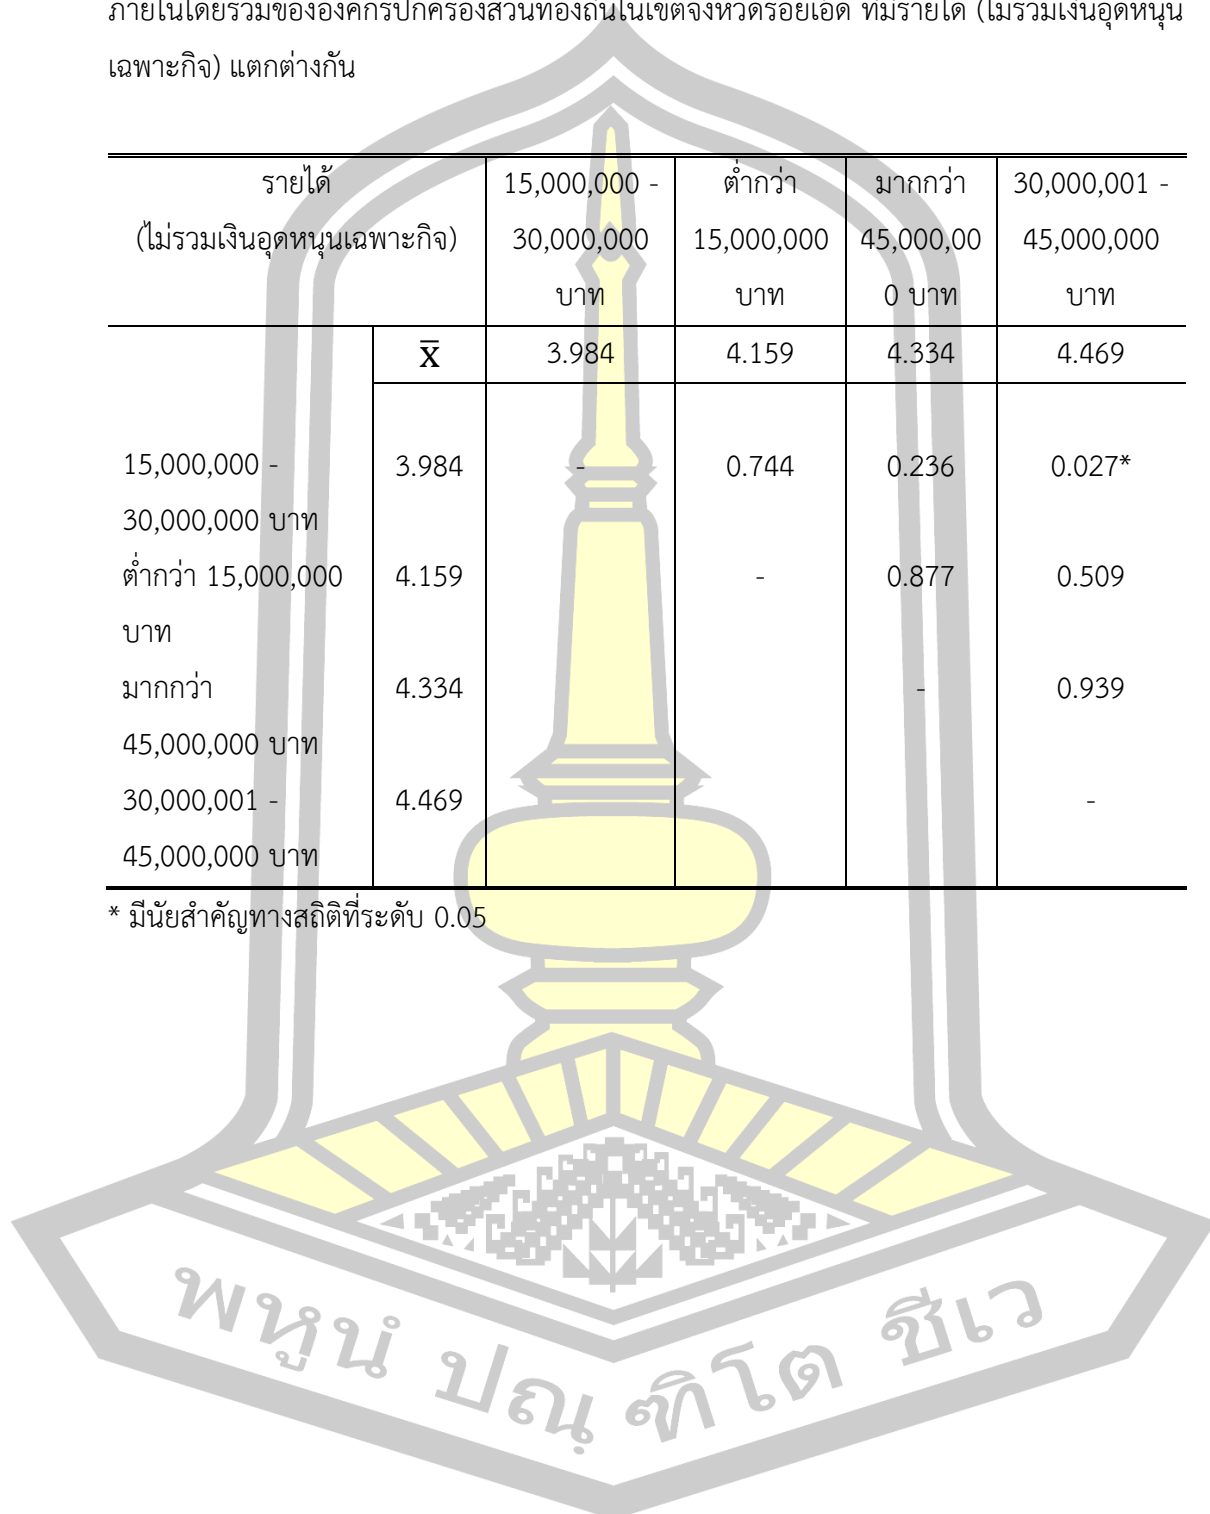 ภายในโดยรวมขององค์กรปกครองส่วนท้องถิ่นในเขตจังหวัดร้อยเอ็ด ที่มีรายได้ (ไม่รวมเงินอุดหนุน
เฉพาะกิจ) แตกต่างกัน
รายได้ 15,000,000 - ต่ำกว่า มากกว่า 30,000,001 -
(ไม่รวมเงินอุดหนุนเฉพาะกิจ) 30,000,000 15,000,000 45,000,00 45,000,000
บาท บาท 0 บาท บาท
x̄ 3.984 4.159 4.334 4.469
15,000,000 - 3.984 - 0.744 0.236 0.027*
30,000,000 บาท
ต่ำกว่า 15,000,000 4.159 - 0.877 0.509
บาท
มากกว่า 4.334 - 0.939
45,000,000 บาท
30,000,001 - 4.469 -
45,000,000 บาท
* มีนัยสำคัญทางสถิติที่ระดับ 0.05
พหูนํ ปณฺฑิโต ชีเว